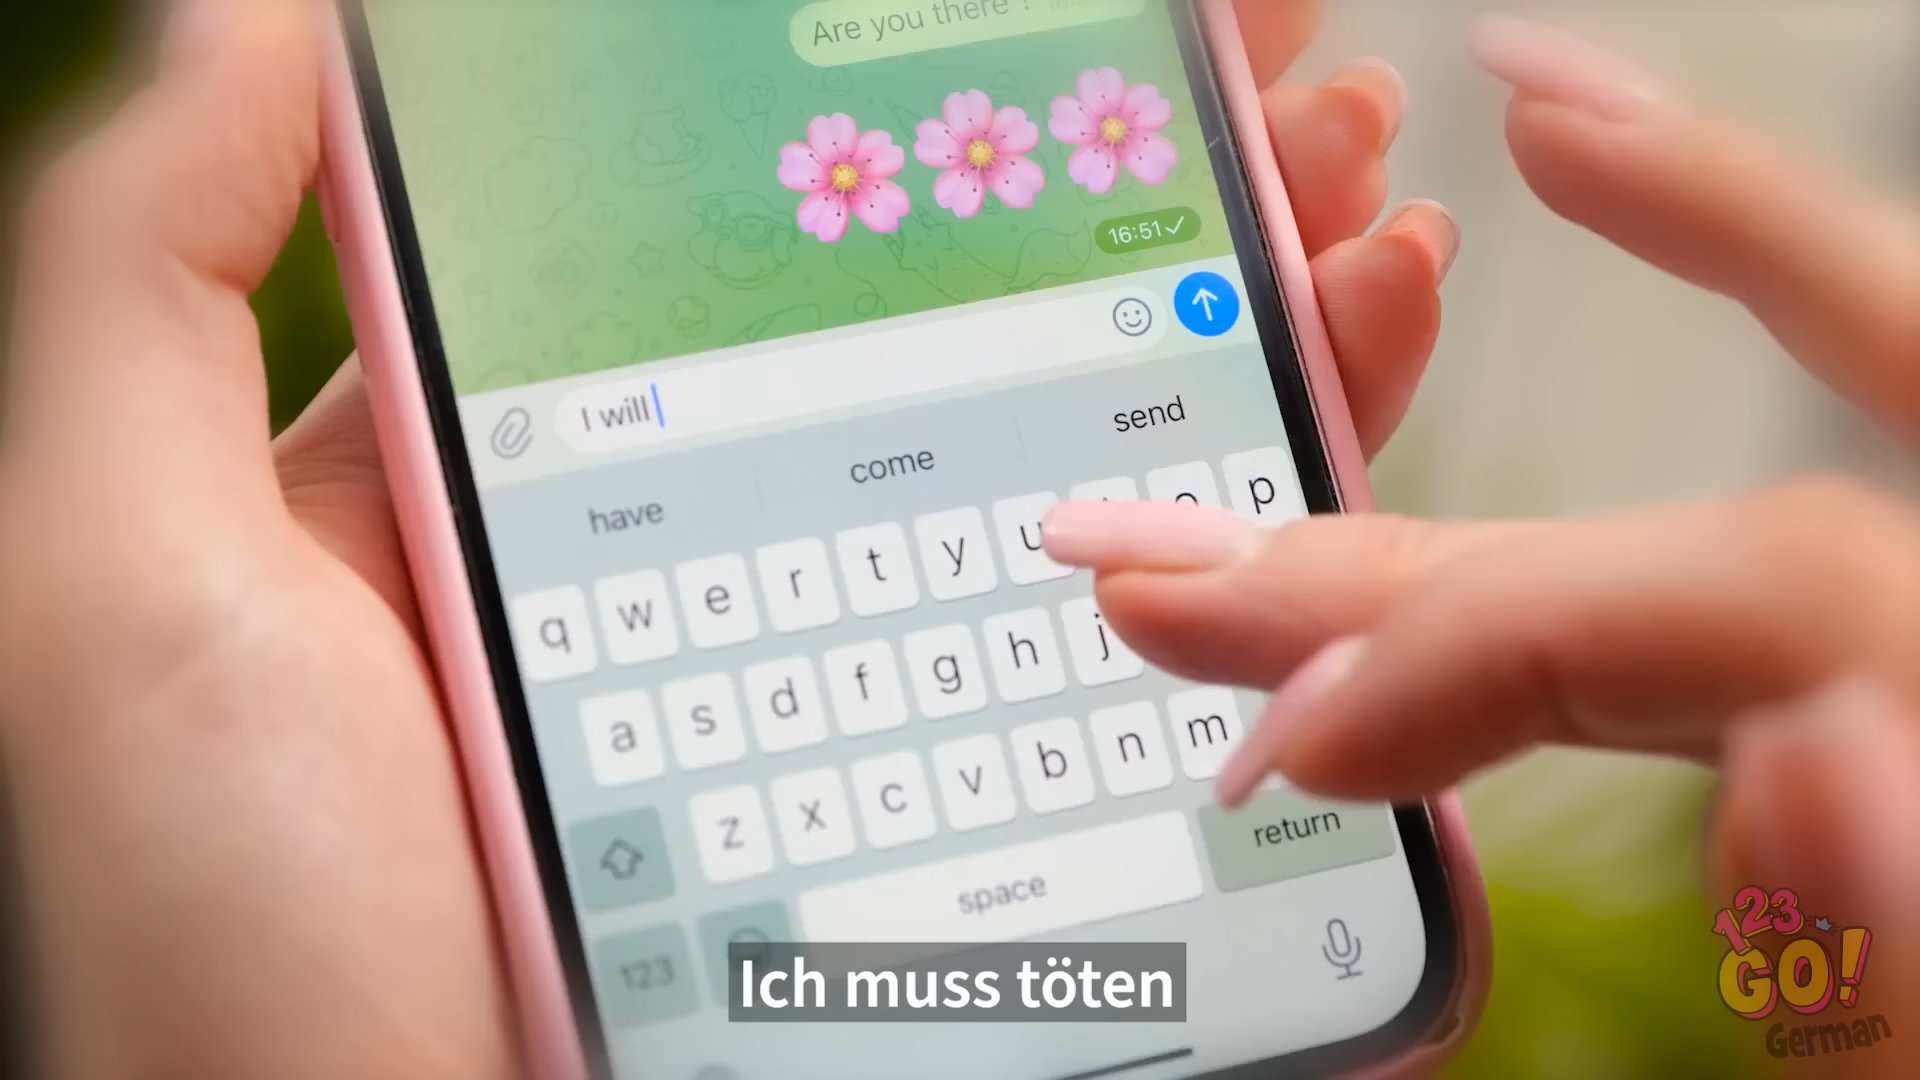 Are you there ?
16:51
I will
send
come
have
p
q w e r t y u
a s d f g h j
z x c v b n m
return
space
123
Ich muss töten
123
GO!
German